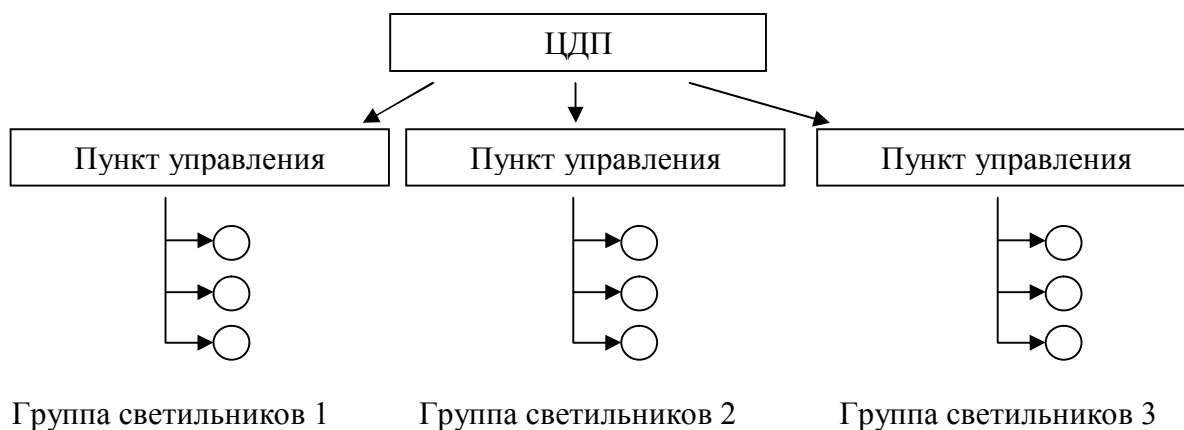 ЦДП
Пункт управления Пункт управления Пункт управления
Группа светильников 1 Группа светильников 2 Группа светильников 3